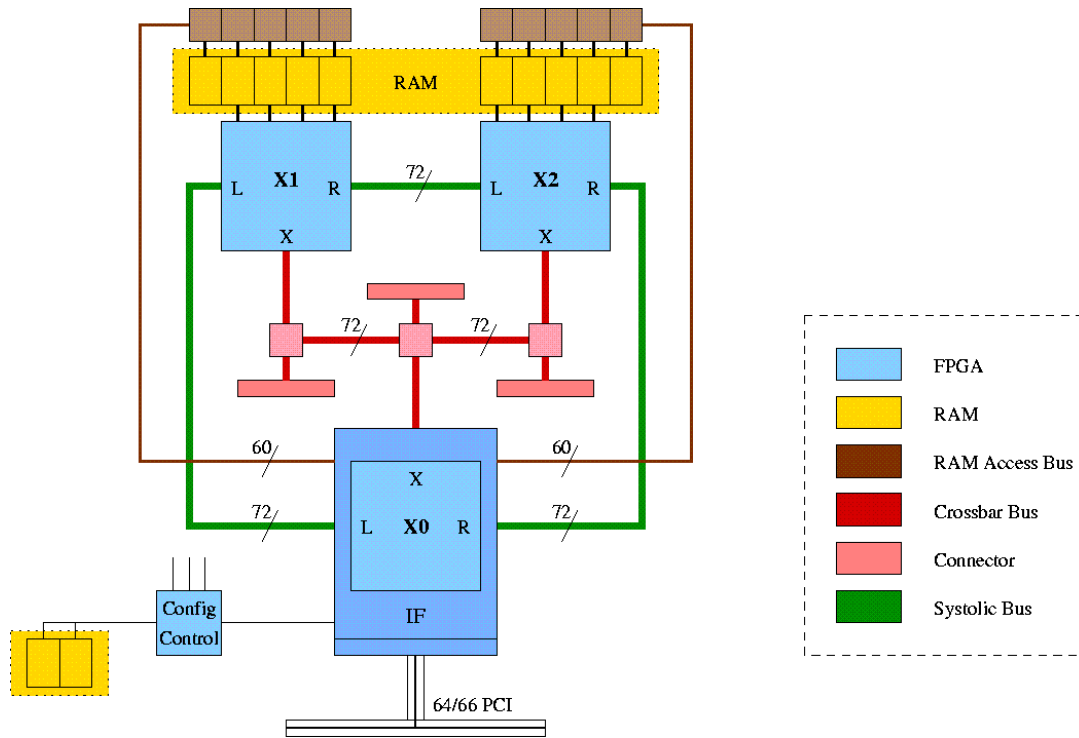 RAM
72
L
X1
R
X
L
X2
R
X
72
72
60
60
72
72
X
L
X0
R
IF
Config
Control
64/66 PCI
FPGA
RAM
RAM Access Bus
Crossbar Bus
Connector
Systolic Bus